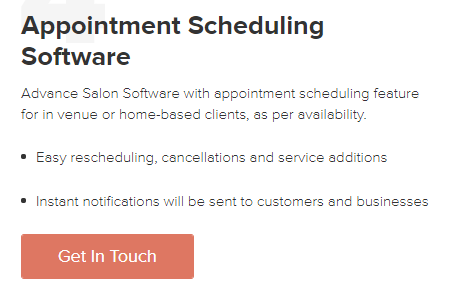 Appointment Scheduling
Software
Advance Salon Software with appointment scheduling feature
for in venue or home-based clients, as per availability.
• Easy rescheduling, cancellations and service additions
• Instant notifications will be sent to customers and businesses
Get In Touch